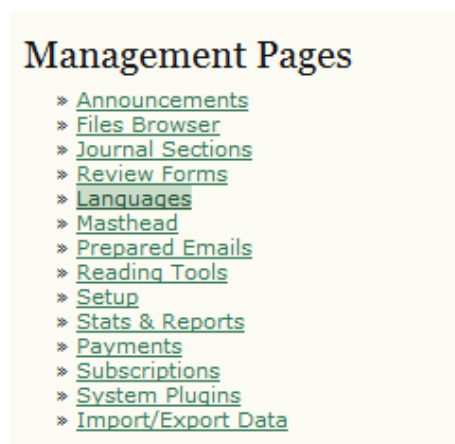 Management Pages
» Announcements
» Files Browser
» Journal Sections
» Review Forms
» Languages
» Masthead
» Prepared Emails
» Reading Tools
» Setup
» Stats & Reports
» Payments
» Subscriptions
» System Plugins
» Import/Export Data